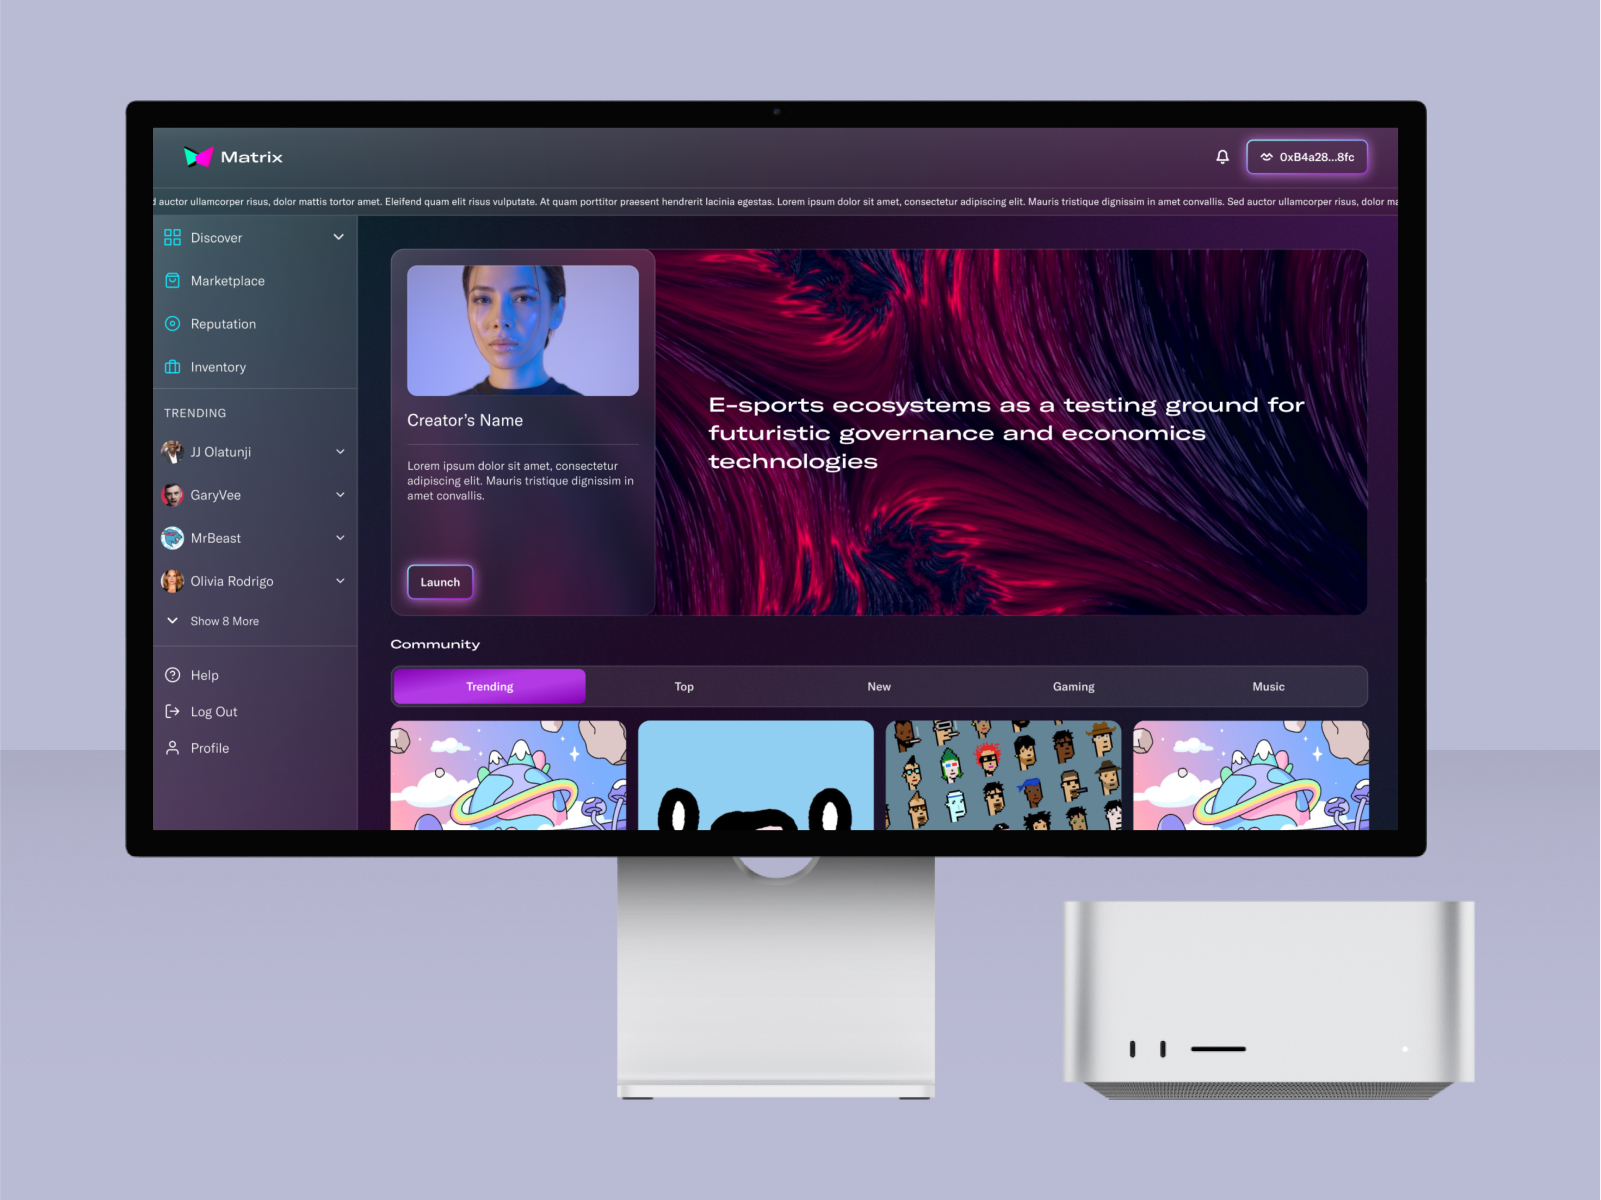 Matrix
0xB4a28...8fc
auctor ullamcorper risus, dolor mattis tortor amet. Eleifend quam elit risus vulputate. At quam porttitor praesent hendrerit lacinia egestas. Lorem ipsum dolor sit amet, consectetur adipiscing elit. Mauris tristique dignissim in amet convallis. Sed auctor ullamcorper risus, dolor ma
Discover
Marketplace
Reputation
Inventory
TRENDING
JJ Olatunji
GaryVee
MrBeast
Olivia Rodrigo
Show 8 More
Help
Log Out
Profile
Creator's Name
Lorem ipsum dolor sit amet, consectetur
adipiscing elit. Mauris tristique dignissim in
amet convallis.
Launch
E-sports ecosystems as a testing ground for
futuristic governance and economics
technologies
Community
Trending
Top
New
Gaming
Music